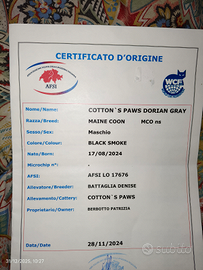 CERTIFICATO D'ORIGINE
AFSI
WCF
Nome/Name: COTTON`S PAWS DORIAN GRAY
Razza/Breed: MAINE COON MCO ns
Sesso/Sex: Maschio
Colore/Colour: BLACK SMOKE
Nato/Born: 17/08/2024
Microchip n°: -
AFSI LO 17676
Allevatore/Breeder: BATTAGLIA DENISE
Allevamento/Cattery: COTTON`S PAWS
Proprietario/Owner: BERBOTTO PATRIZIA
Data/Date 28/11/2024
Subito